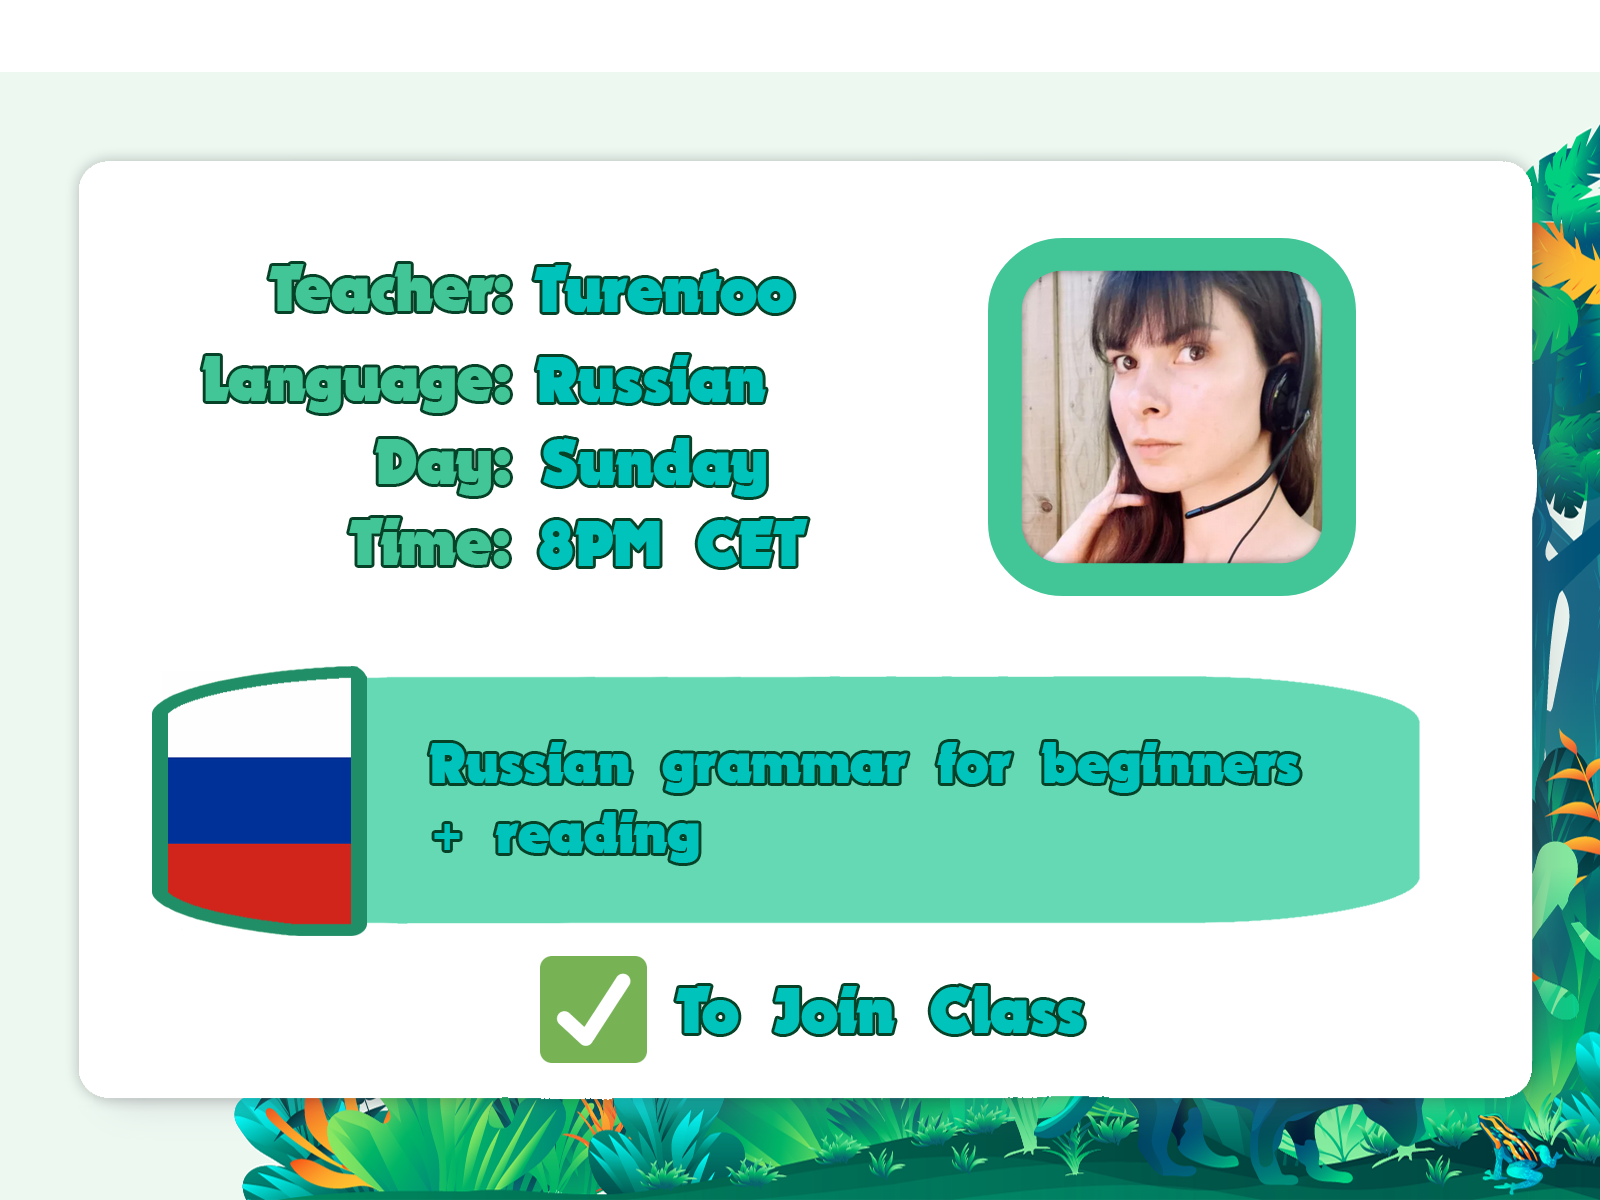 Teacher: Turentoo
Language: Russian
Day: Sunday
Time: 8PM CET
Russian grammar for beginners
+ reading
To Join Class